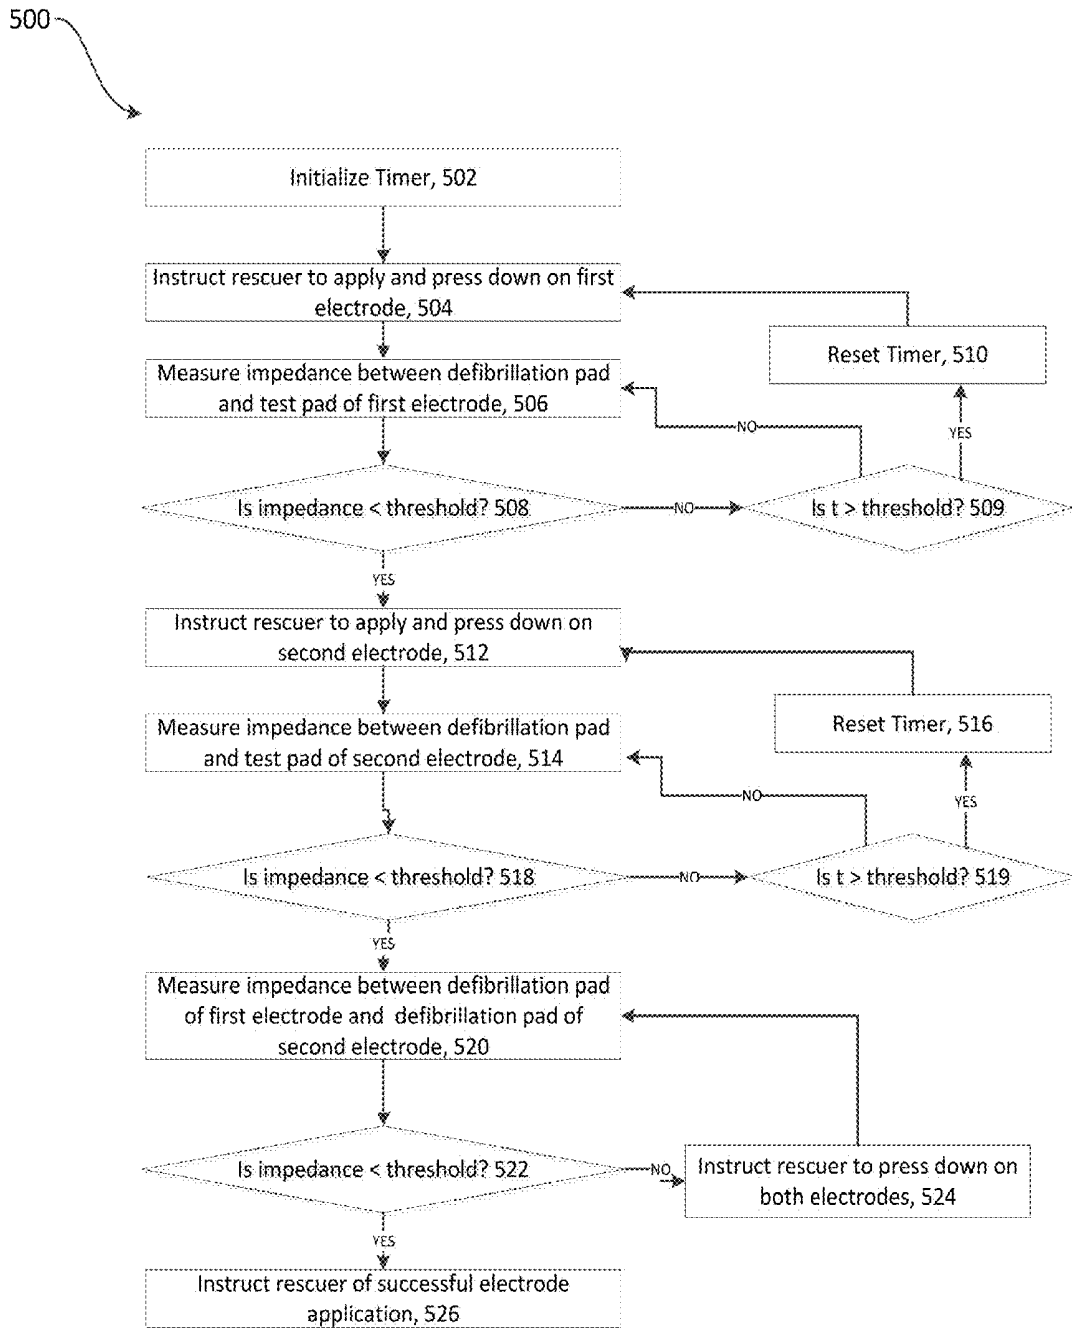 500
Initialize Timer, 502
Instruct rescuer to apply and press down on first
electrode, 504
Reset Timer, 510
Measure impedance between defibrillation pad
and test pad of first electrode, 506
NO
YES
Is impedance < threshold? 508
NO
Is t > threshold? 509
YES
Instruct rescuer to apply and press down on
second electrode, 512
Reset Timer, 516
Measure impedance between defibrillation pad
and test pad of second electrode, 514
NO
YES
Is impedance < threshold? 518
NO
Is t > threshold? 519
YES
Measure impedance between defibrillation pad
of first electrode and defibrillation pad of
second electrode, 520
Is impedance < threshold? 522
NO
Instruct rescuer to press down on
both electrodes, 524
YES
Instruct rescuer of successful electrode
application, 526